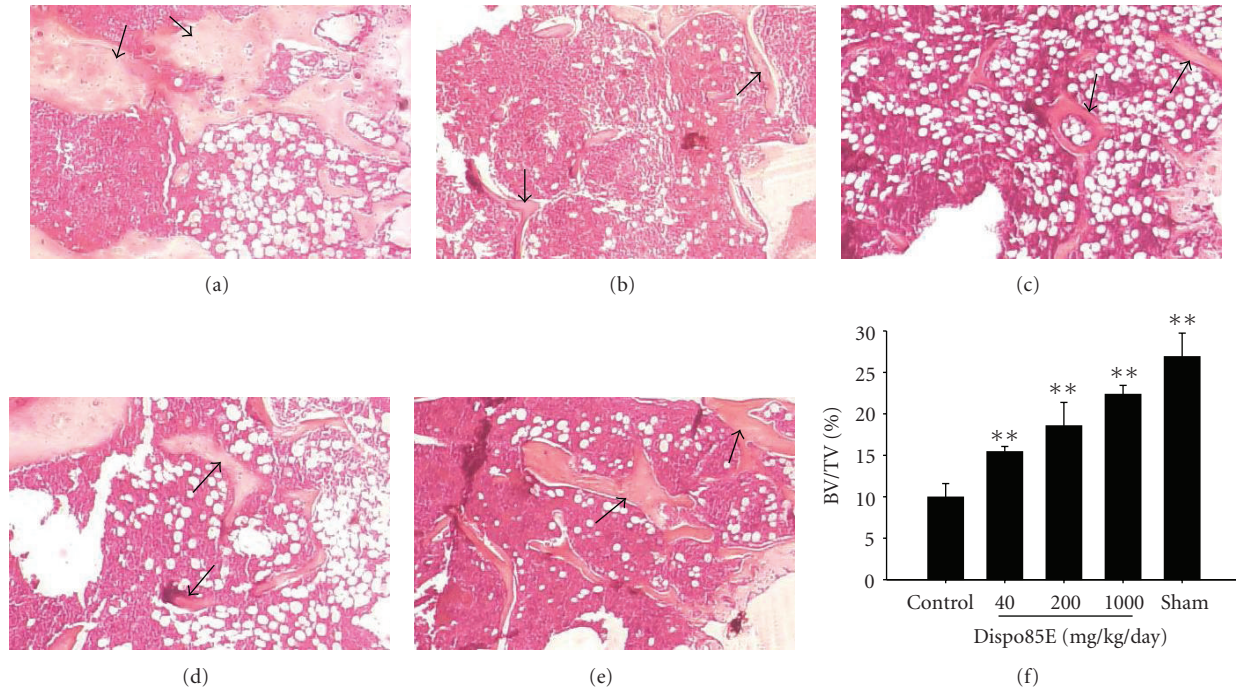 (a)
(b)
(c)
30
25
20
15
10
5
0
BV/TV (%)
**
**
**
**
Control
40
200
1000
Sham
Dispo85E (mg/kg/day)
(d)
(e)
(f)